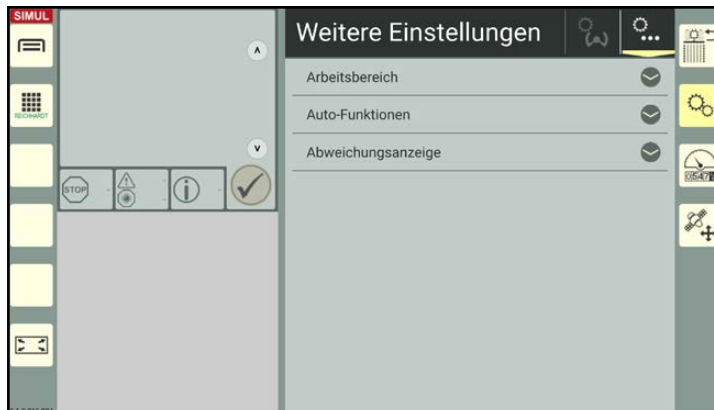 SIMUL
Weitere Einstellungen
Arbeitsbereich
Auto-Funktionen
Abweichungsanzeige
REICHHARDT
STOP